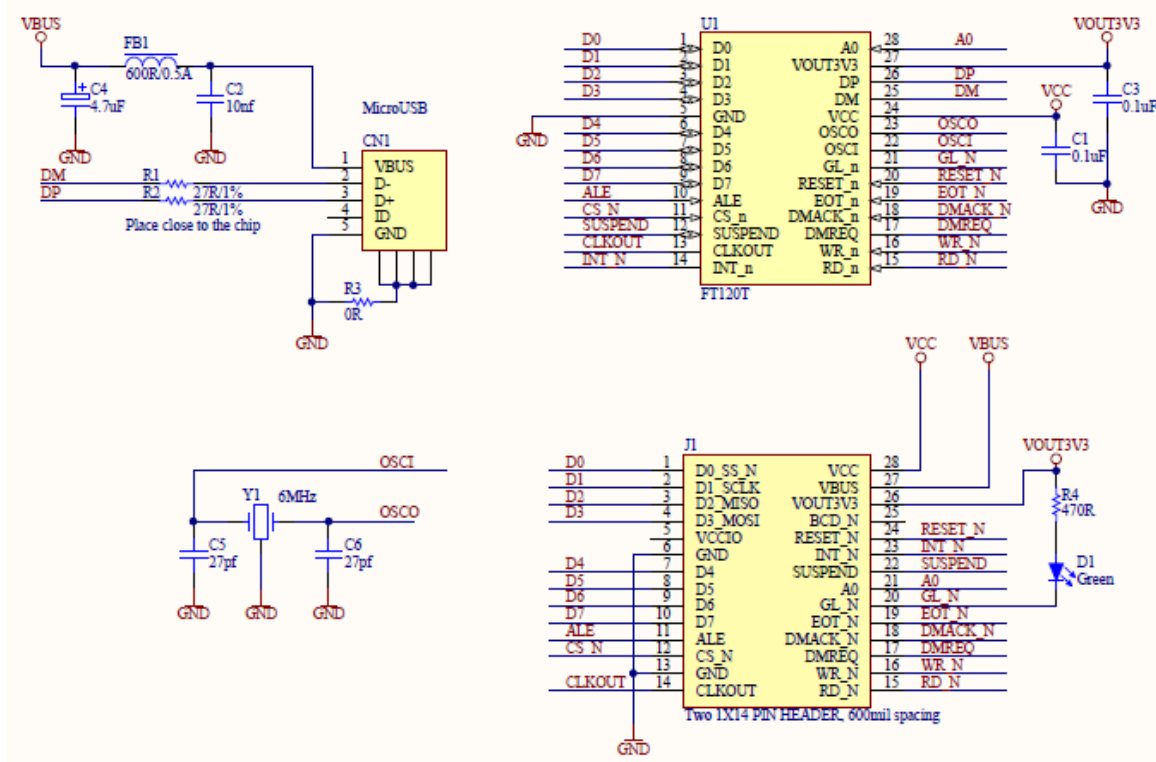 VBUS
FB1
600R/0.5A
C4
4.7uF
C2
10nf
GND
GND
MicroUSB
CN1
1 VBUS
2 D-
3 D+
4 ID
5 GND
DM R1 27R/1%
DP R2 27R/1%
Place close to the chip
R3
0R
GND
U1
D0 1 D0
D1 2 D1
D2 3 D2
D3 4 D3
5 GND
GND
D4 6 D4
D5 7 D5
D6 8 D6
D7 9 D7
ALE 10 ALE
CS_N 11 CS_n
SUSPEND 12 SUSPEND
CLKOUT 13 CLKOUT
INT_N 14 INT_n
A0 28 A0
VOUT3V3 27
DP 26 DP
DM 25 DM
VCC 24
OSCO 23 OSCO
OSCI 22 OSCI
GL_n 21 GL_N
RESET_n 20 RESET_N
EOT_n 19 EOT_N
DMACK_n 18 DMACK_N
DMREQ 17 DMREQ
WR_n 16 WR_N
RD_n 15 RD_N
FT120T
VOUT3V3
C3
0.1uF
VCC
C1
0.1uF
GND
OSCI
Y1 6MHz
OSCO
C5
27pf
C6
27pf
GND
GND
GND
J1
D0 1 D0_SS_N
D1 2 D1_SCLK
D2 3 D2_MISO
D3 4 D3_MOSI
5 VCCIO
6 GND
D4 7 D4
D5 8 D5
D6 9 D6
D7 10 D7
ALE 11 ALE
CS_N 12 CS_N
13 GND
CLKOUT 14 CLKOUT
GND
VCC
VBUS
VCC 28
VBUS 27
VOUT3V3 26
BCD_N 25
RESET_N 24 RESET_N
INT_N 23 INT_N
SUSPEND 22 SUSPEND
A0 21 A0
GL_N 20 GL_N
EOT_N 19 EOT_N
DMACK_N 18 DMACK_N
DMREQ 17 DMREQ
WR_N 16 WR_N
RD_N 15 RD_N
Two 1X14 PIN HEADER, 600mil spacing
VOUT3V3
R4
470R
D1
Green